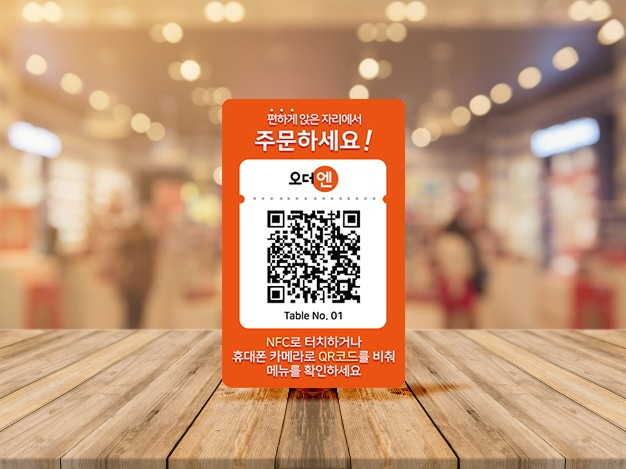 편하게 앉은 자리에서
주문하세요!
오더엔
Table No. 01
NFC로 터치하거나
휴대폰 카메라로 QR코드를 비춰
메뉴를 확인하세요